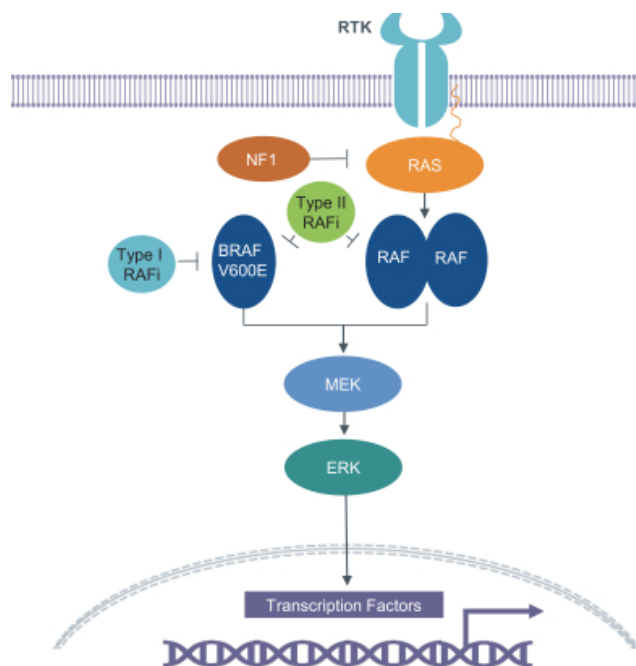 RTK
NF1
RAS
Type II
RAFi
Type I
RAFi
BRAF
V600E
RAF
RAF
MEK
ERK
Transcription Factors